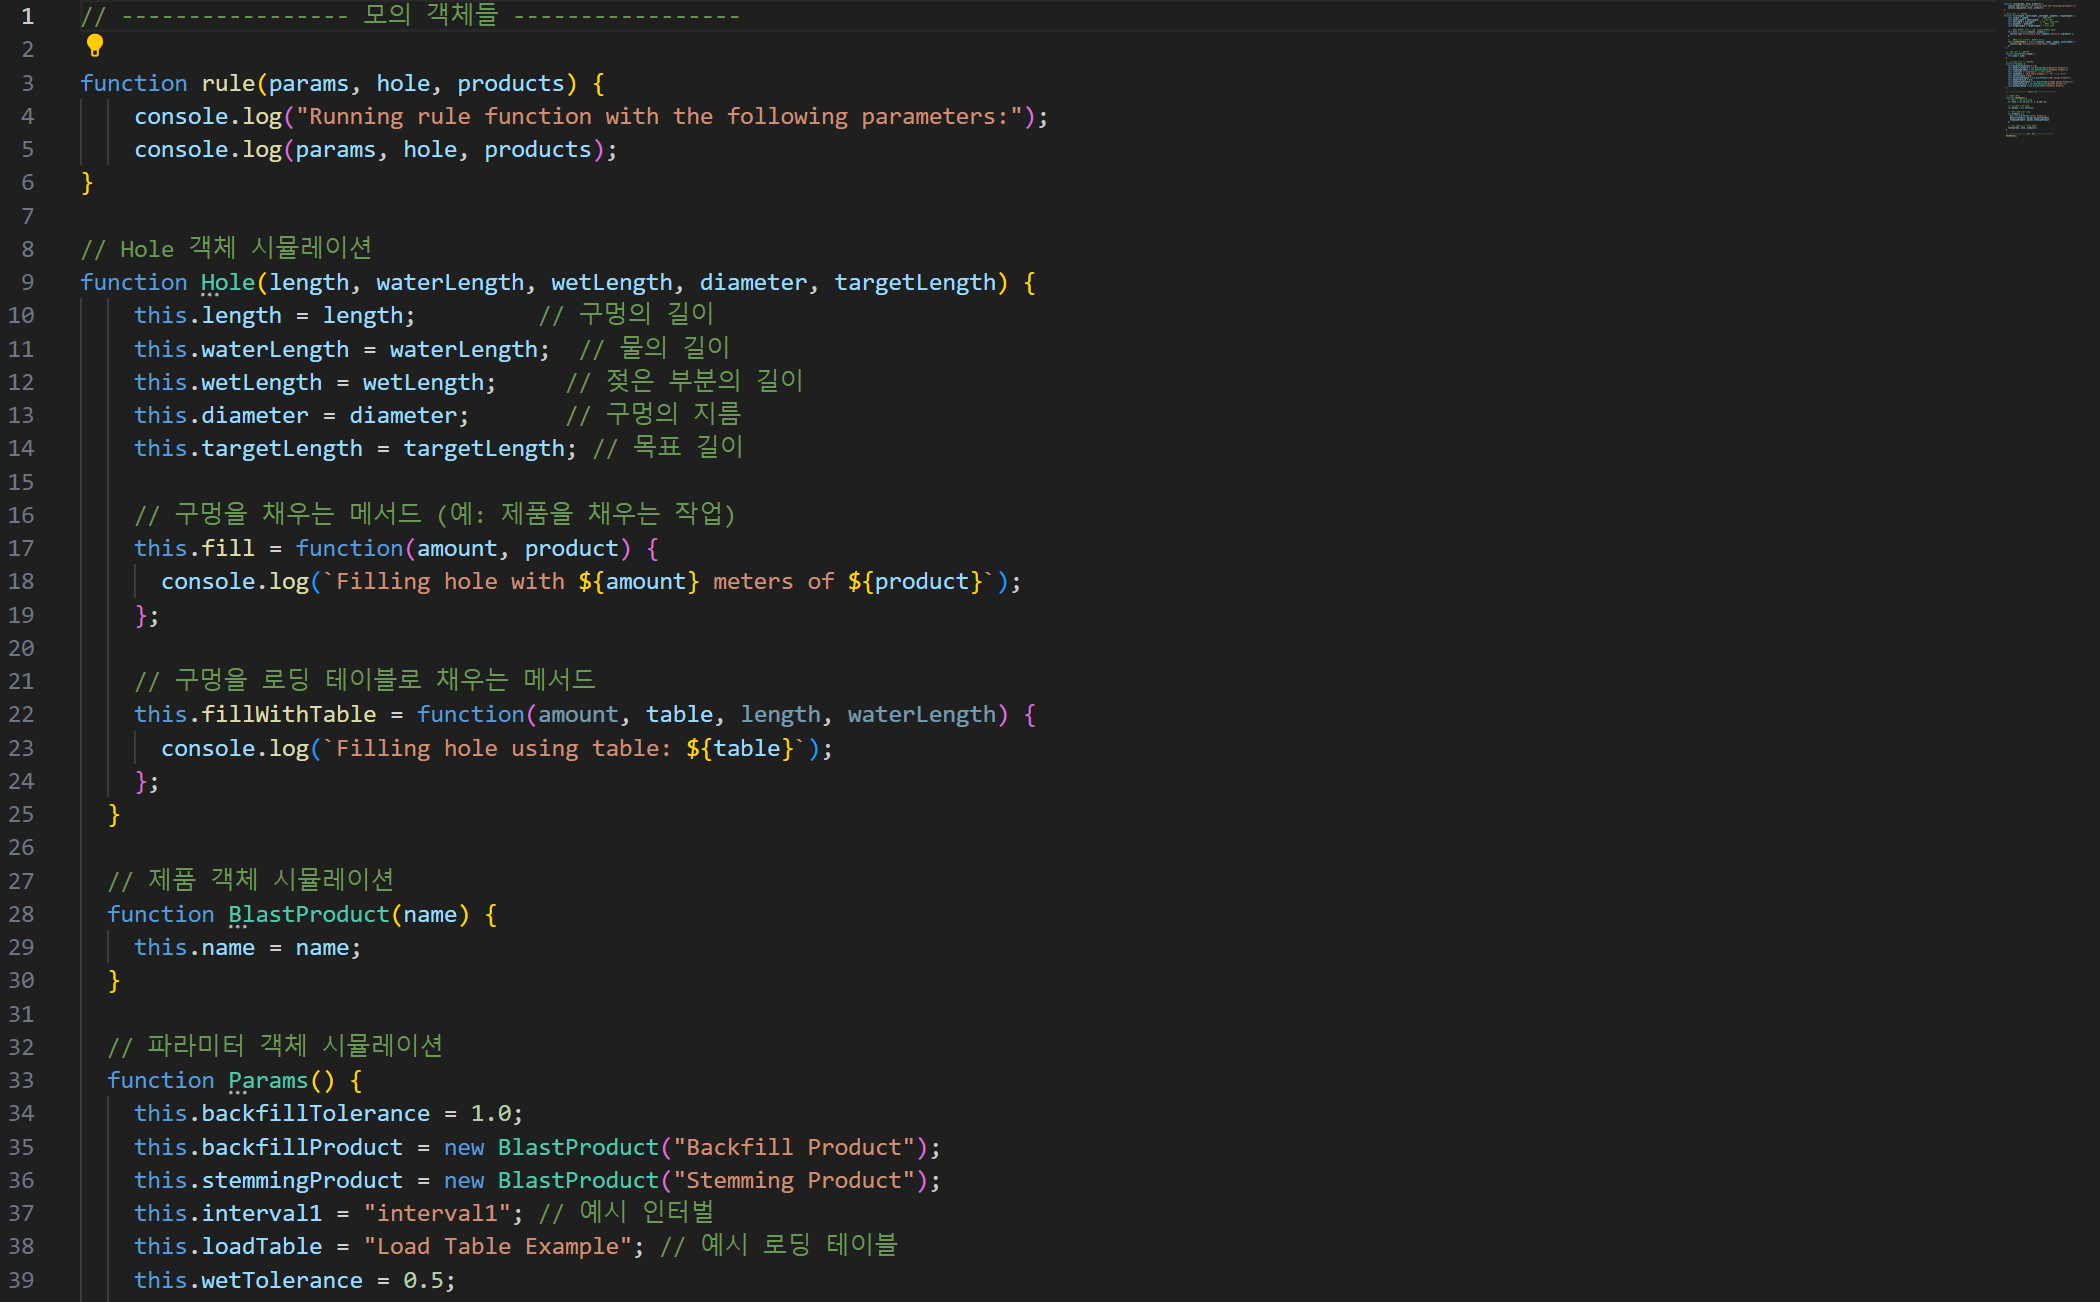 1 // ----------------- 모의 객체들 -----------------
2
3 function rule(params, hole, products) {
4     console.log("Running rule function with the following parameters:");
5     console.log(params, hole, products);
6 }
7
8 // Hole 객체 시뮬레이션
9 function Hole(length, waterLength, wetLength, diameter, targetLength) {
10     this.length = length;         // 구멍의 길이
11     this.waterLength = waterLength;  // 물의 길이
12     this.wetLength = wetLength;     // 젖은 부분의 길이
13     this.diameter = diameter;       // 구멍의 지름
14     this.targetLength = targetLength; // 목표 길이
15
16     // 구멍을 채우는 메서드 (예: 제품을 채우는 작업)
17     this.fill = function(amount, product) {
18       console.log(`Filling hole with ${amount} meters of ${product}`);
19     };
20
21     // 구멍을 로딩 테이블로 채우는 메서드
22     this.fillWithTable = function(amount, table, length, waterLength) {
23       console.log(`Filling hole using table: ${table}`);
24     };
25   }
26
27   // 제품 객체 시뮬레이션
28   function BlastProduct(name) {
29     this.name = name;
30   }
31
32   // 파라미터 객체 시뮬레이션
33   function Params() {
34     this.backfillTolerance = 1.0;
35     this.backfillProduct = new BlastProduct("Backfill Product");
36     this.stemmingProduct = new BlastProduct("Stemming Product");
37     this.interval1 = "interval1"; // 예시 인터벌
38     this.loadTable = "Load Table Example"; // 예시 로딩 테이블
39     this.wetTolerance = 0.5;